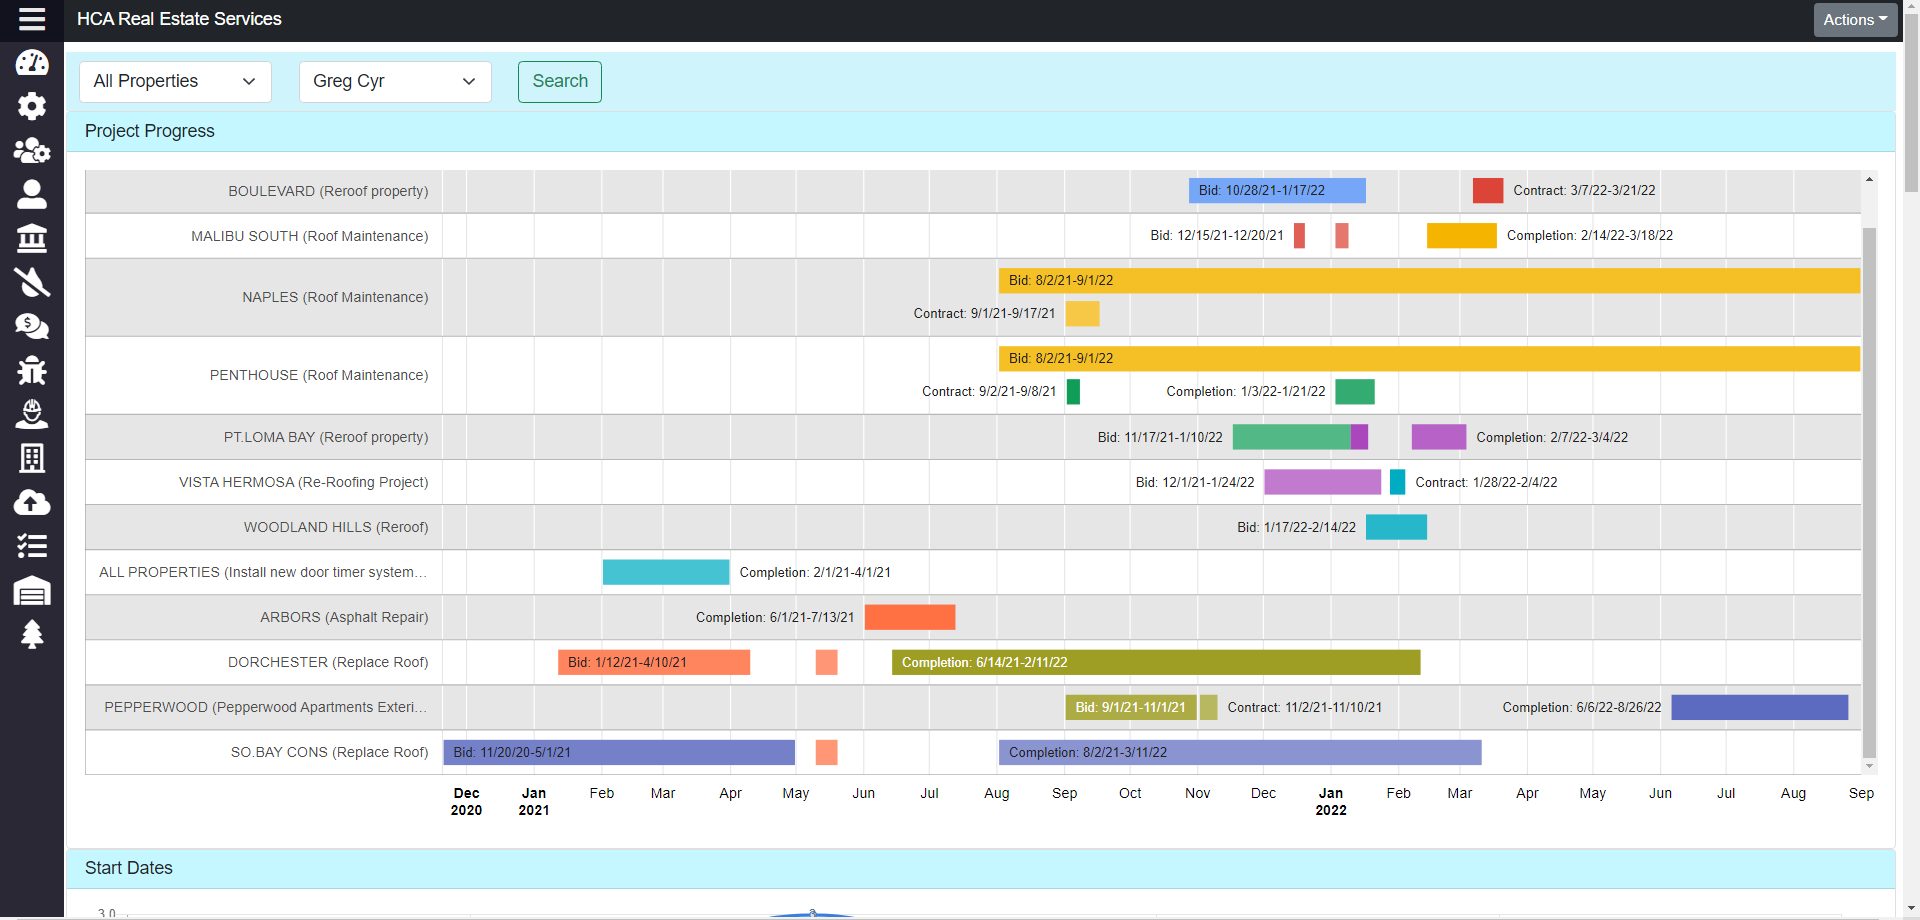 HCA Real Estate Services
Actions
All Properties
Greg Cyr
Search
Project Progress
BOULEVARD (Reroof property)
Bid: 10/28/21-1/17/22
Contract: 3/7/22-3/21/22
MALIBU SOUTH (Roof Maintenance)
Bid: 12/15/21-12/20/21
Completion: 2/14/22-3/18/22
NAPLES (Roof Maintenance)
Bid: 8/2/21-9/1/22
Contract: 9/1/21-9/17/21
PENTHOUSE (Roof Maintenance)
Bid: 8/2/21-9/1/22
Contract: 9/2/21-9/8/21
Completion: 1/3/22-1/21/22
PT.LOMA BAY (Reroof property)
Bid: 11/17/21-1/10/22
Completion: 2/7/22-3/4/22
VISTA HERMOSA (Re-Roofing Project)
Bid: 12/1/21-1/24/22
Contract: 1/28/22-2/4/22
WOODLAND HILLS (Reroof)
Bid: 1/17/22-2/14/22
ALL PROPERTIES (Install new door timer system…
Completion: 2/1/21-4/1/21
ARBORS (Asphalt Repair)
Completion: 6/1/21-7/13/21
DORCHESTER (Replace Roof)
Bid: 1/12/21-4/10/21
Completion: 6/14/21-2/11/22
PEPPERWOOD (Pepperwood Apartments Exteri…
Bid: 9/1/21-11/1/21
Contract: 11/2/21-11/10/21
Completion: 6/6/22-8/26/22
SO.BAY CONS (Replace Roof)
Bid: 11/20/20-5/1/21
Completion: 8/2/21-3/11/22
Dec Jan Feb Mar Apr May Jun Jul Aug Sep Oct Nov Dec Jan Feb Mar Apr May Jun Jul Aug Sep
2020 2021 2022
Start Dates
3.0